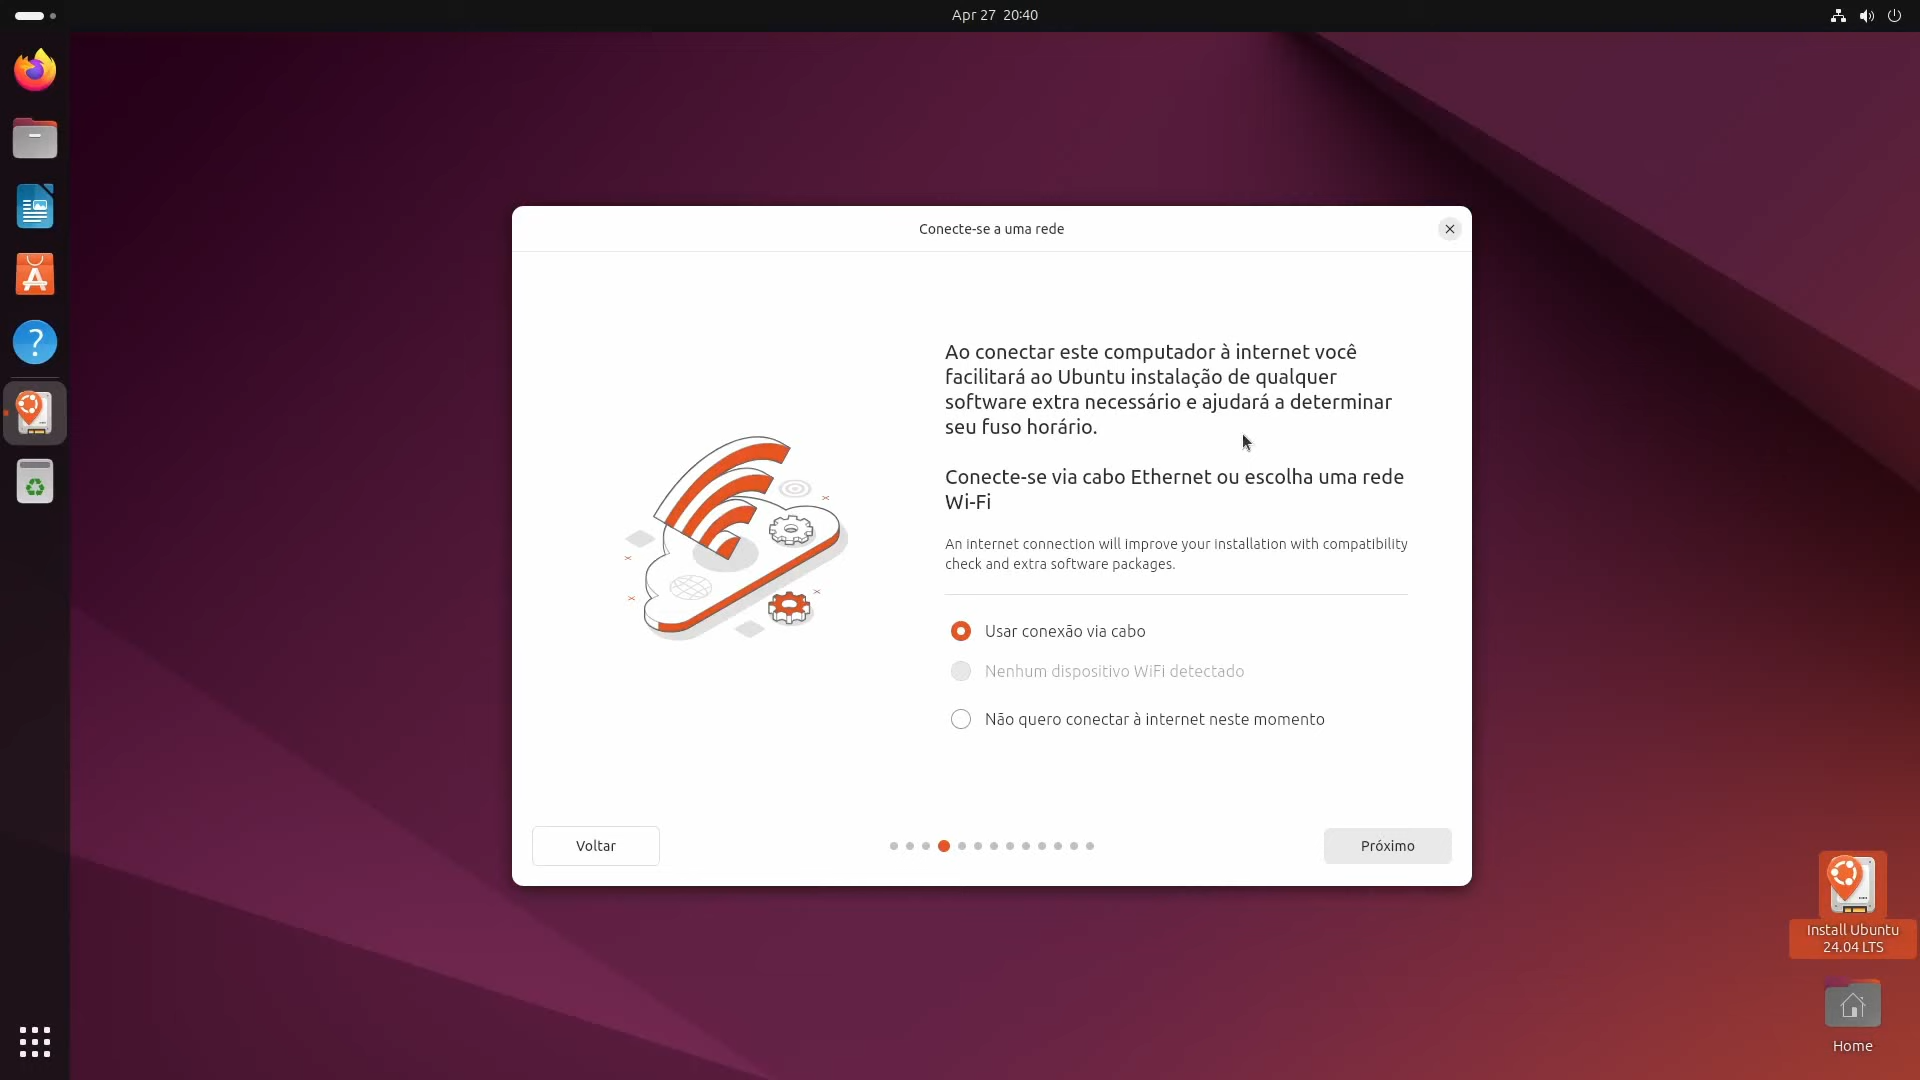 Apr 27 20:40
Conecte-se a uma rede
Ao conectar este computador à internet você
facilitará ao Ubuntu instalação de qualquer
software extra necessário e ajudará a determinar
seu fuso horário.
Conecte-se via cabo Ethernet ou escolha uma rede
Wi-Fi
An internet connection will improve your installation with compatibility
check and extra software packages.
Usar conexão via cabo
Nenhum dispositivo WiFi detectado
Não quero conectar à internet neste momento
Voltar
Próximo
Install Ubuntu
24.04 LTS
Home